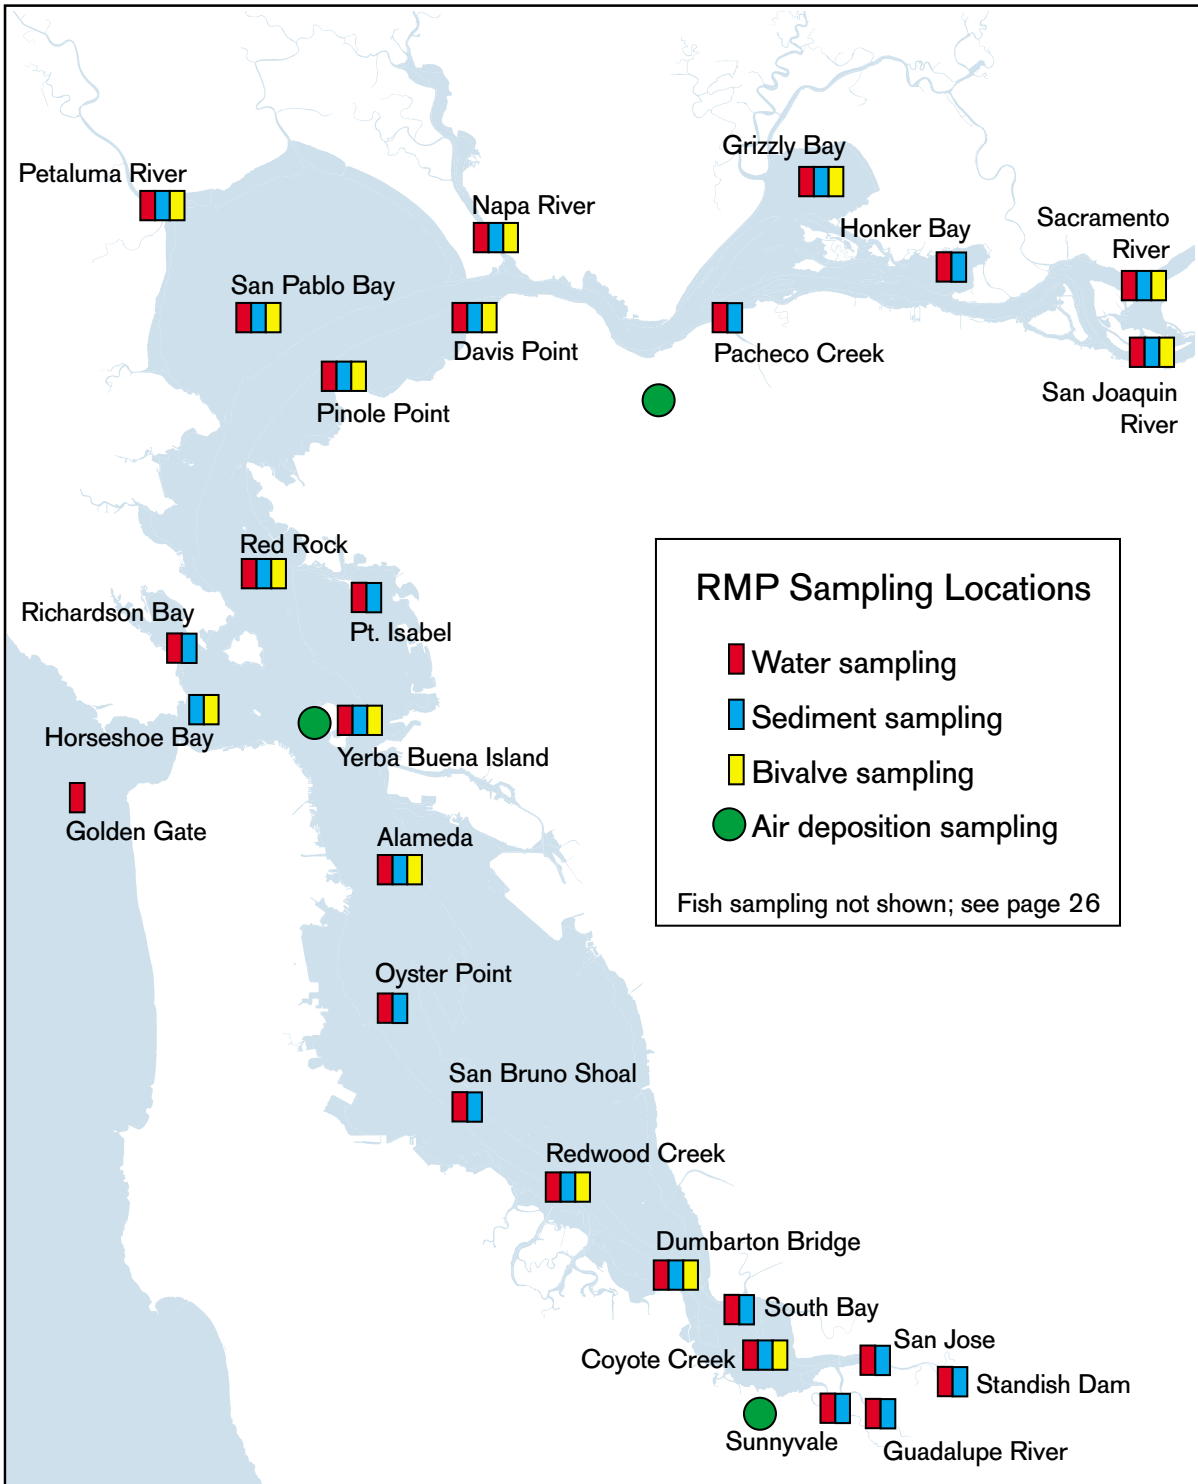 Grizzly Bay
Petaluma River
Napa River
Honker Bay
Sacramento
River
San Pablo Bay
Davis Point
Pacheco Creek
Pinole Point
San Joaquin
River
Red Rock
Richardson Bay
Pt. Isabel
Horseshoe Bay
Yerba Buena Island
Golden Gate
Alameda
RMP Sampling Locations
Water sampling
Sediment sampling
Bivalve sampling
Air deposition sampling
Fish sampling not shown; see page 26
Oyster Point
San Bruno Shoal
Redwood Creek
Dumbarton Bridge
South Bay
San Jose
Coyote Creek
Standish Dam
Sunnyvale
Guadalupe River